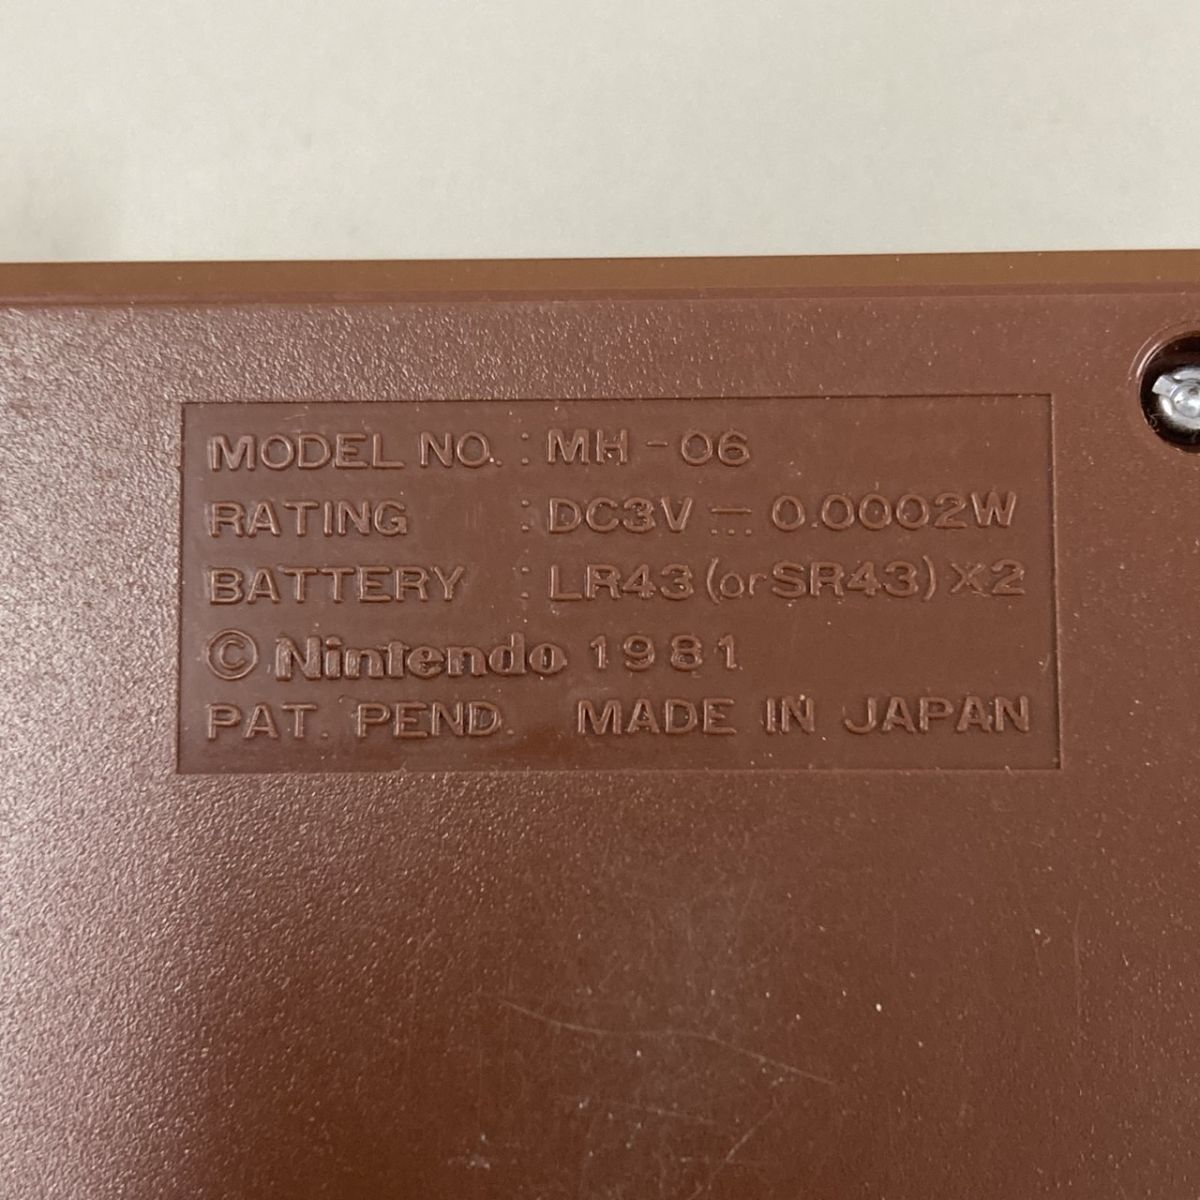 MODEL NO. : MH-06
RATING : DC3V ⎓ 0.0002W
BATTERY : LR43 (or SR43) X2
© Nintendo 1981
PAT. PEND. MADE IN JAPAN